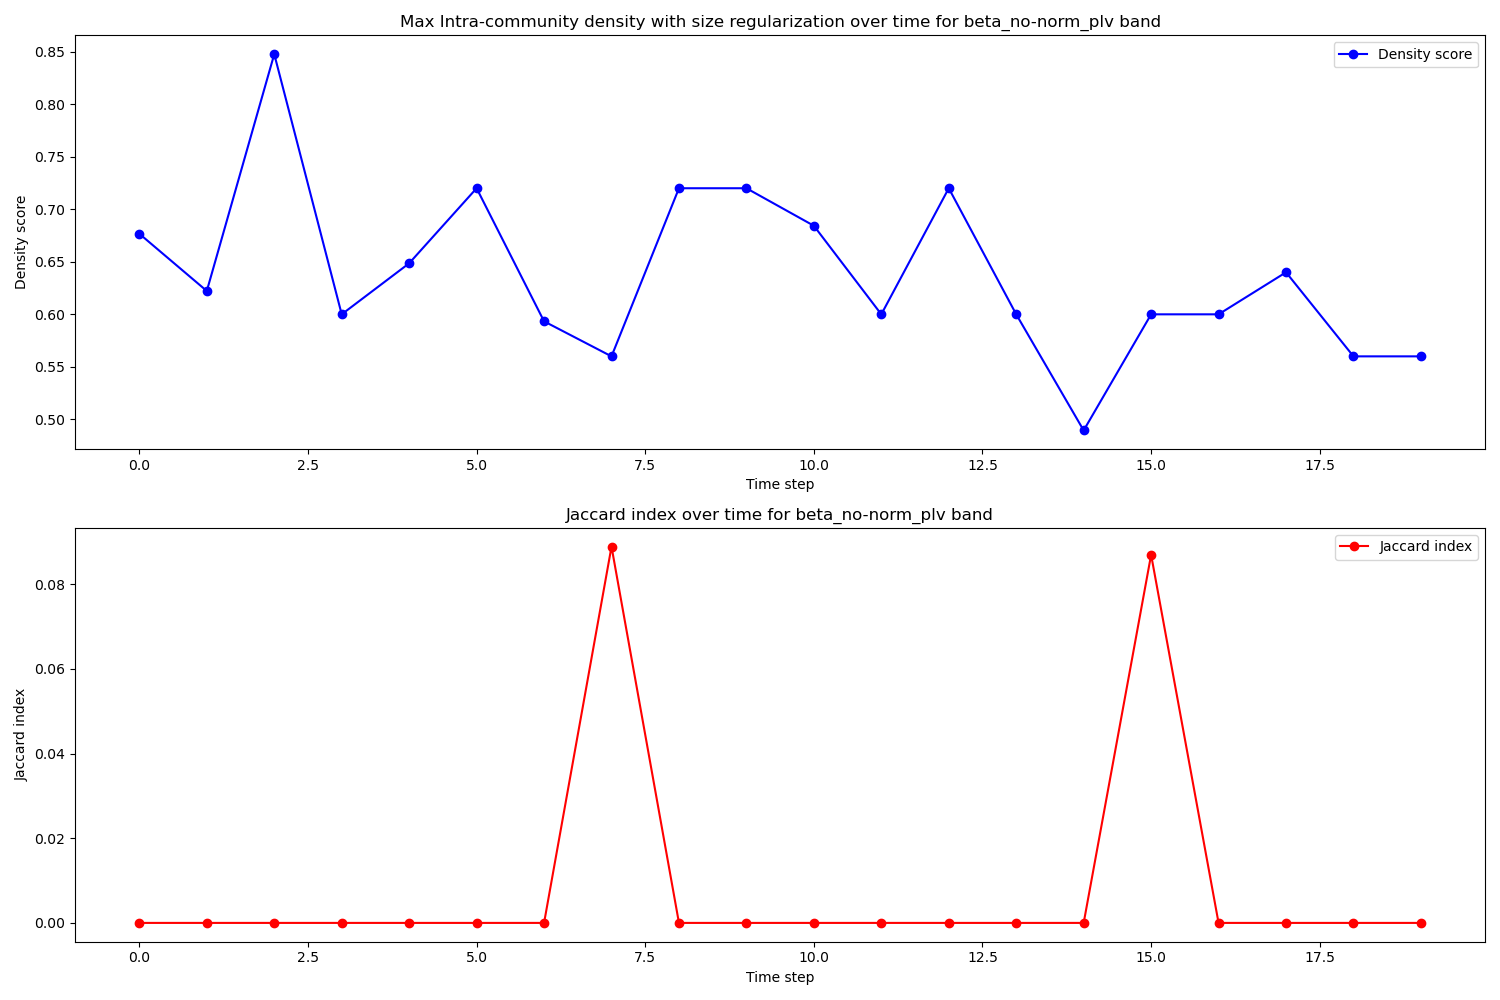 Max Intra-community density with size regularization over time for beta_no-norm_plv band
Density score
0.85
0.80
0.75
0.70
0.65
0.60
0.55
0.50
Density score
0.0 2.5 5.0 7.5 10.0 12.5 15.0 17.5
Time step
Jaccard index over time for beta_no-norm_plv band
Jaccard index
0.08
0.06
0.04
0.02
0.00
Jaccard index
0.0 2.5 5.0 7.5 10.0 12.5 15.0 17.5
Time step